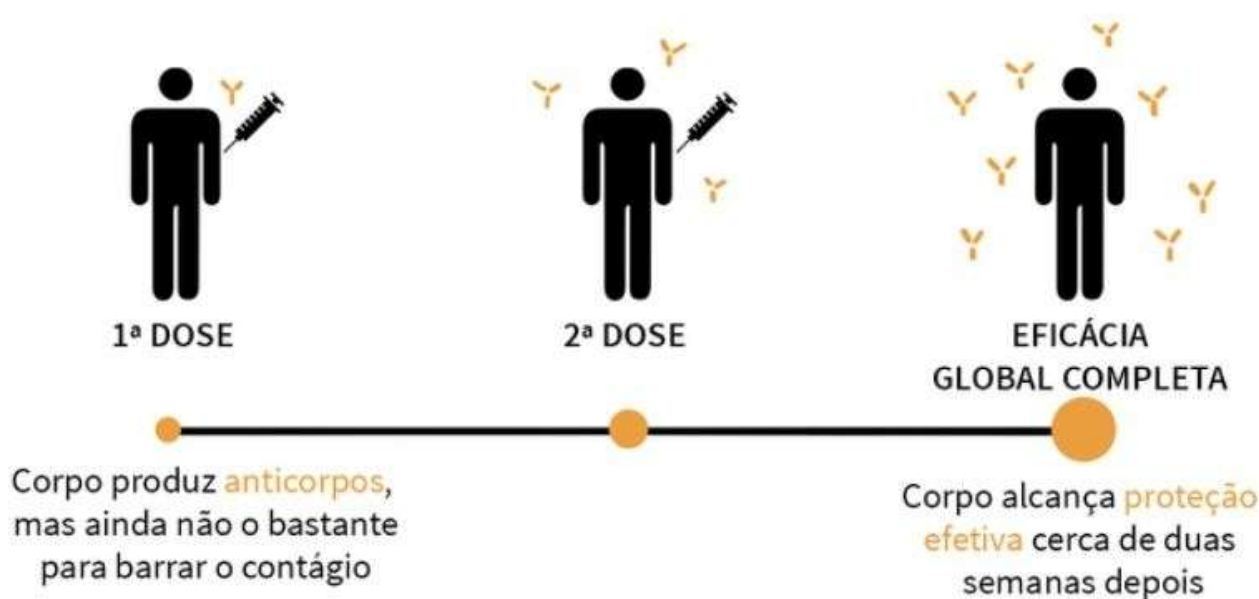 1ª DOSE
2ª DOSE
EFICÁCIA
GLOBAL COMPLETA
Corpo produz anticorpos,
mas ainda não o bastante
para barrar o contágio
Corpo alcança proteção
efetiva cerca de duas
semanas depois